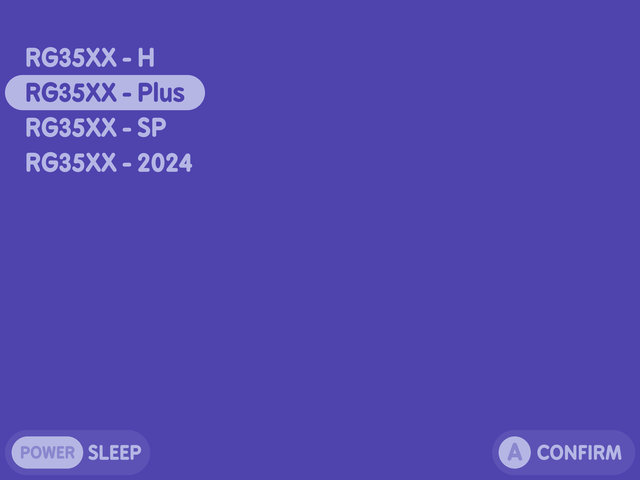 RG35XX - H
RG35XX - Plus
RG35XX - SP
RG35XX - 2024
POWER SLEEP
A CONFIRM